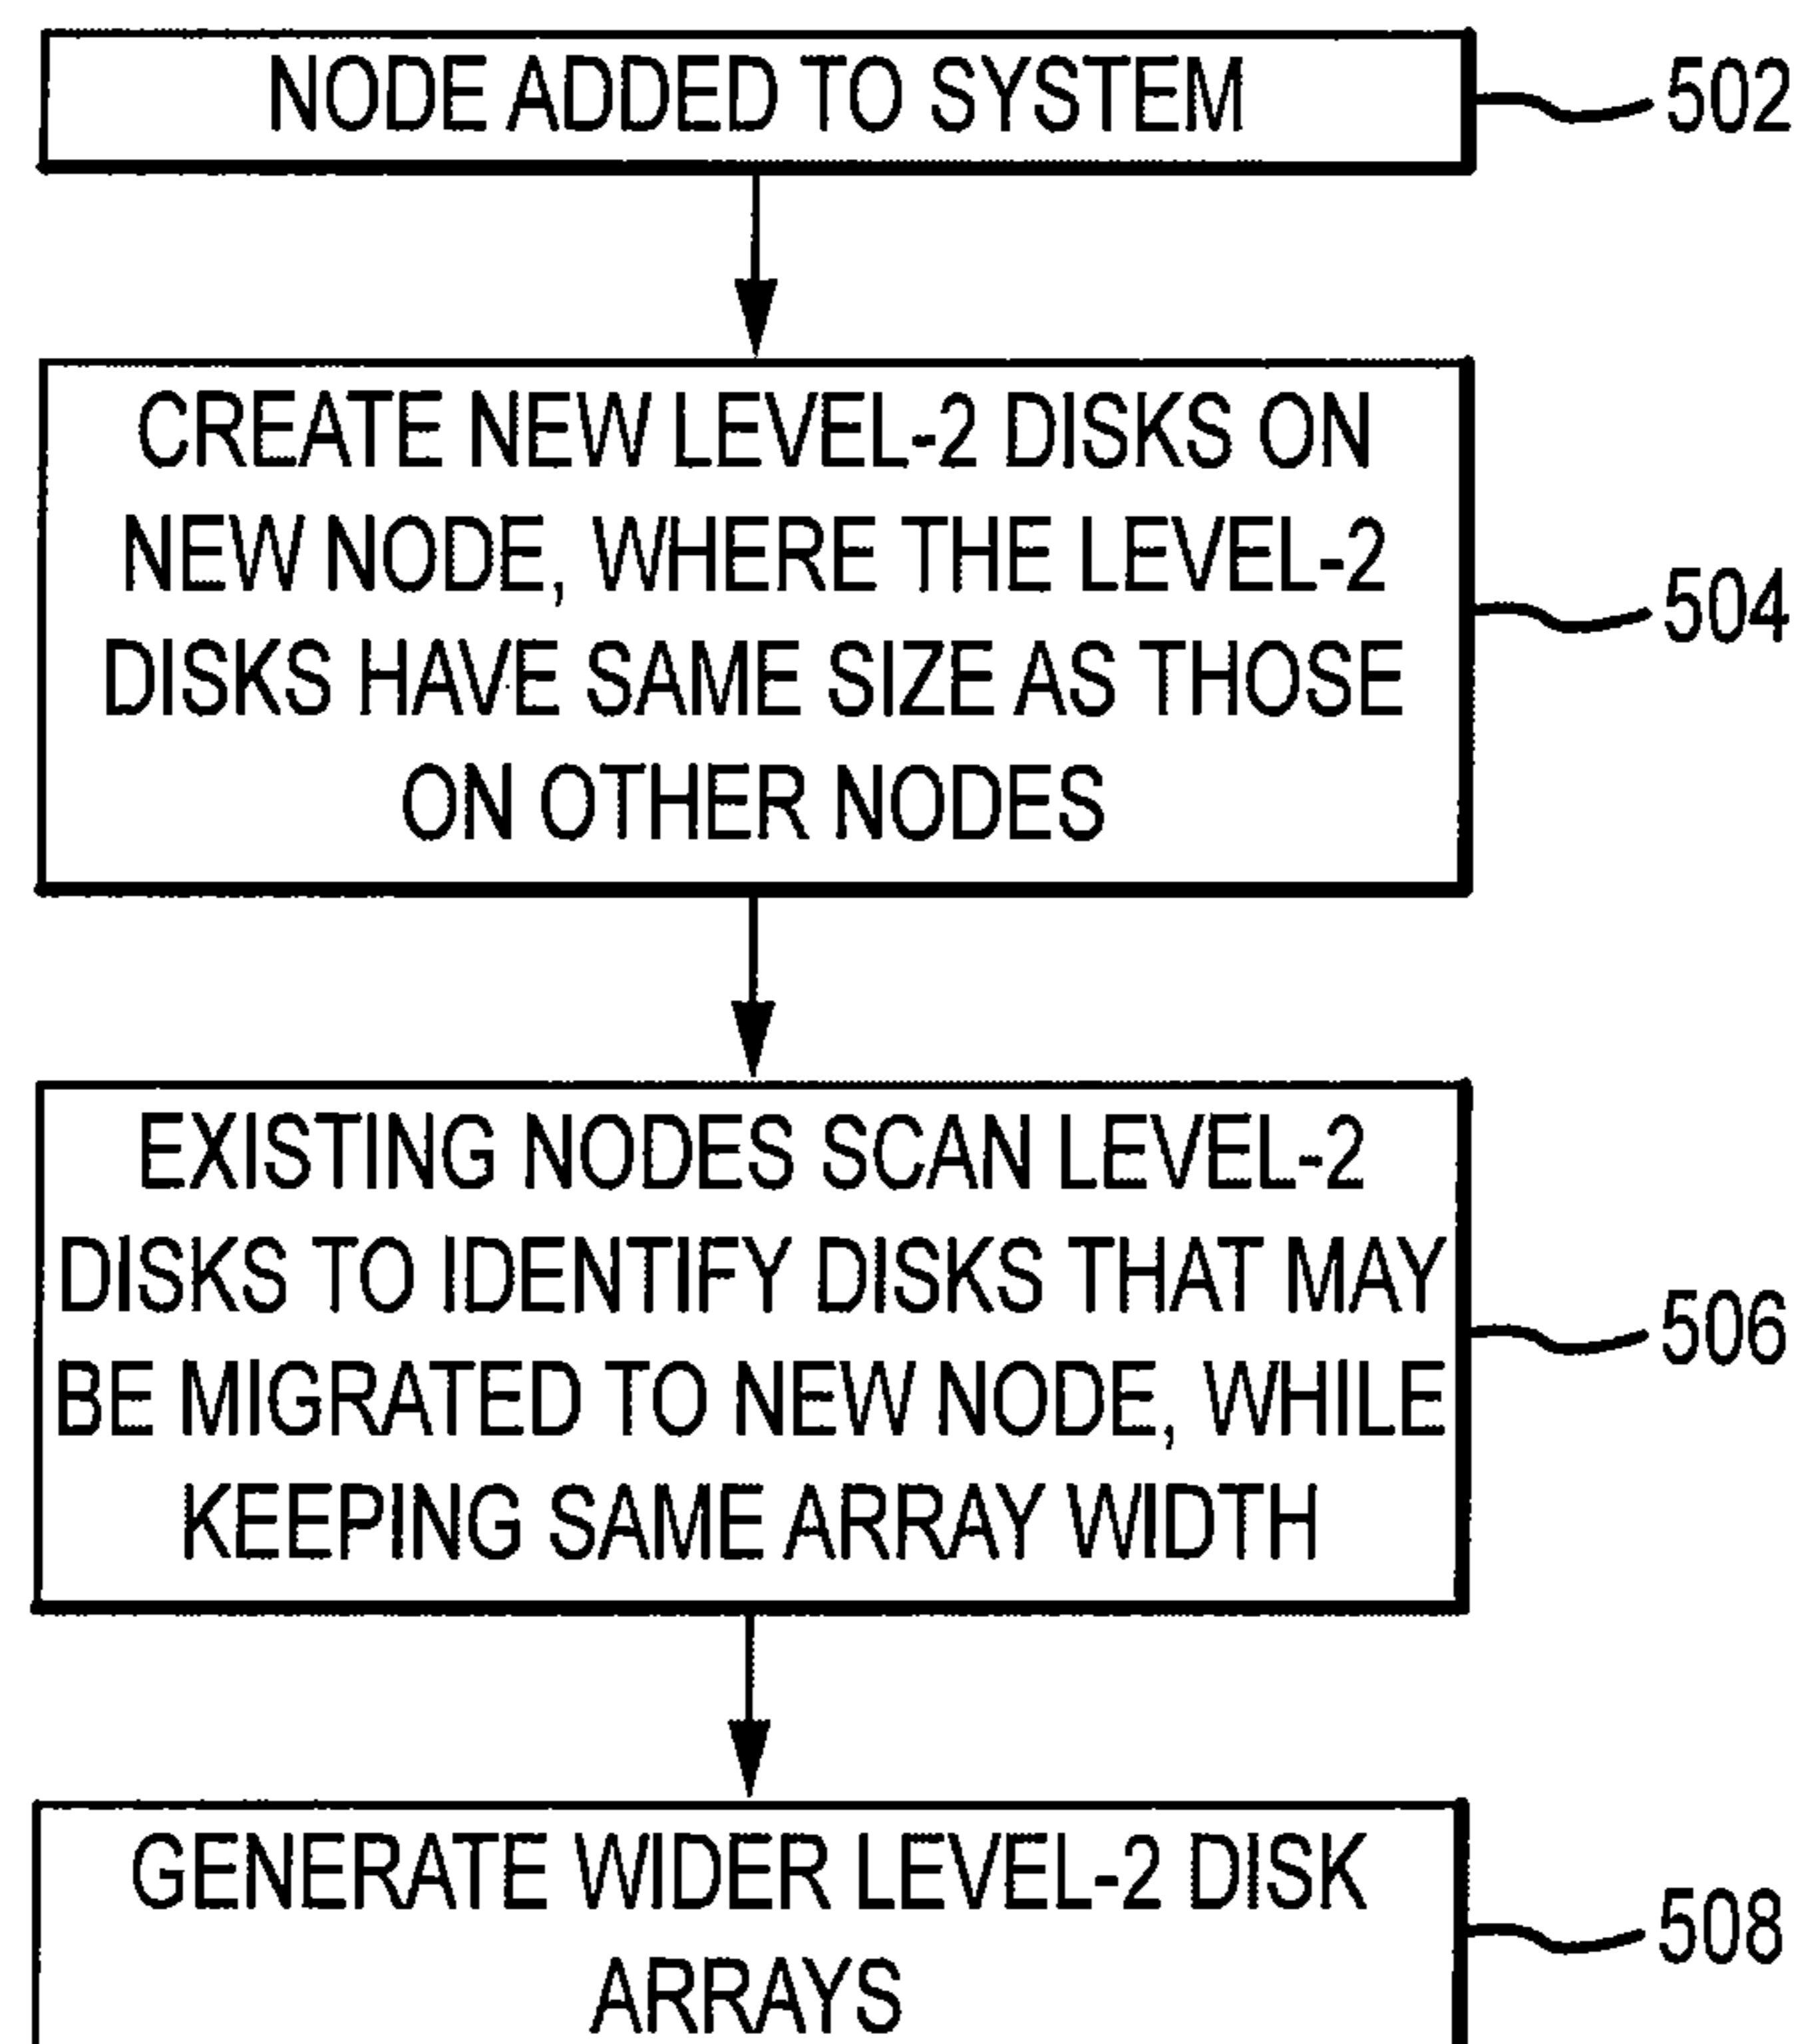 NODE ADDED TO SYSTEM
502
CREATE NEW LEVEL-2 DISKS ON
NEW NODE, WHERE THE LEVEL-2
DISKS HAVE SAME SIZE AS THOSE
ON OTHER NODES
504
EXISTING NODES SCAN LEVEL-2
DISKS TO IDENTIFY DISKS THAT MAY
BE MIGRATED TO NEW NODE, WHILE
KEEPING SAME ARRAY WIDTH
506
GENERATE WIDER LEVEL-2 DISK
ARRAYS
508